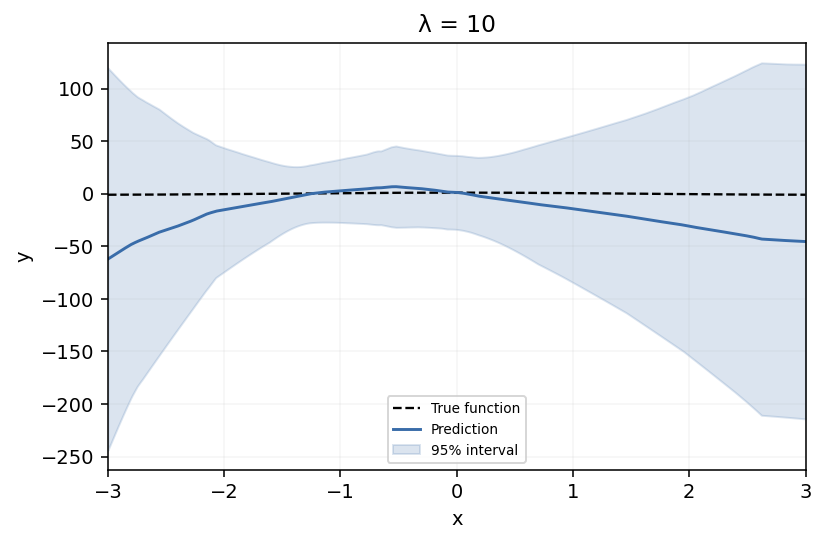 λ = 10
100
50
0
−50
−100
−150
−200
−250
y
True function
Prediction
95% interval
−3 −2 −1 0 1 2 3
x